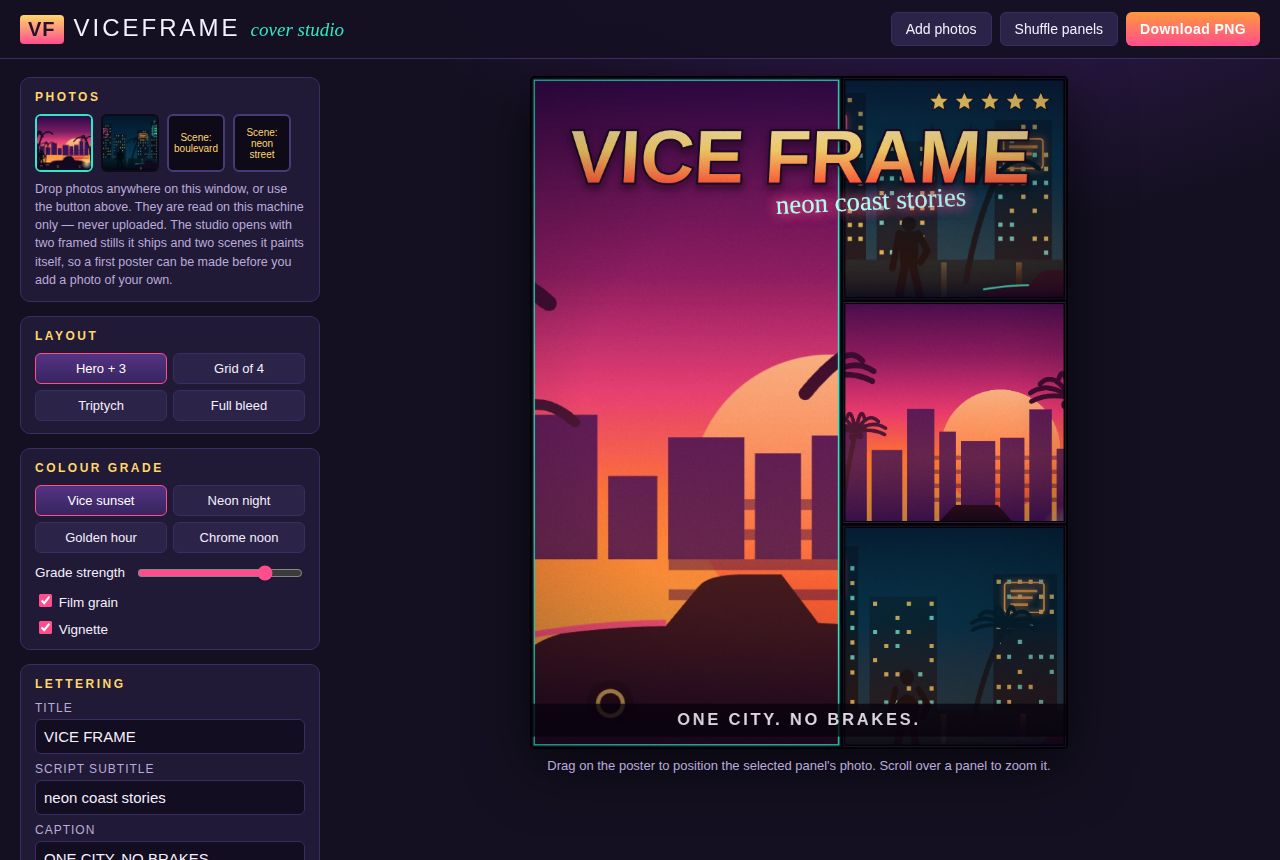 VF VICEFRAME cover studio
Add photos
Shuffle panels
Download PNG
PHOTOS
Scene:
boulevard
Scene:
neon
street
Drop photos anywhere on this window, or use
the button above. They are read on this machine
only — never uploaded. The studio opens with
two framed stills it ships and two scenes it paints
itself, so a first poster can be made before you
add a photo of your own.
LAYOUT
Hero + 3
Grid of 4
Triptych
Full bleed
COLOUR GRADE
Vice sunset
Neon night
Golden hour
Chrome noon
Grade strength
Film grain
Vignette
LETTERING
TITLE
VICE FRAME
SCRIPT SUBTITLE
neon coast stories
CAPTION
ONE CITY. NO BRAKES.
VICE FRAME
neon coast stories
ONE CITY. NO BRAKES.
Drag on the poster to position the selected panel's photo. Scroll over a panel to zoom it.